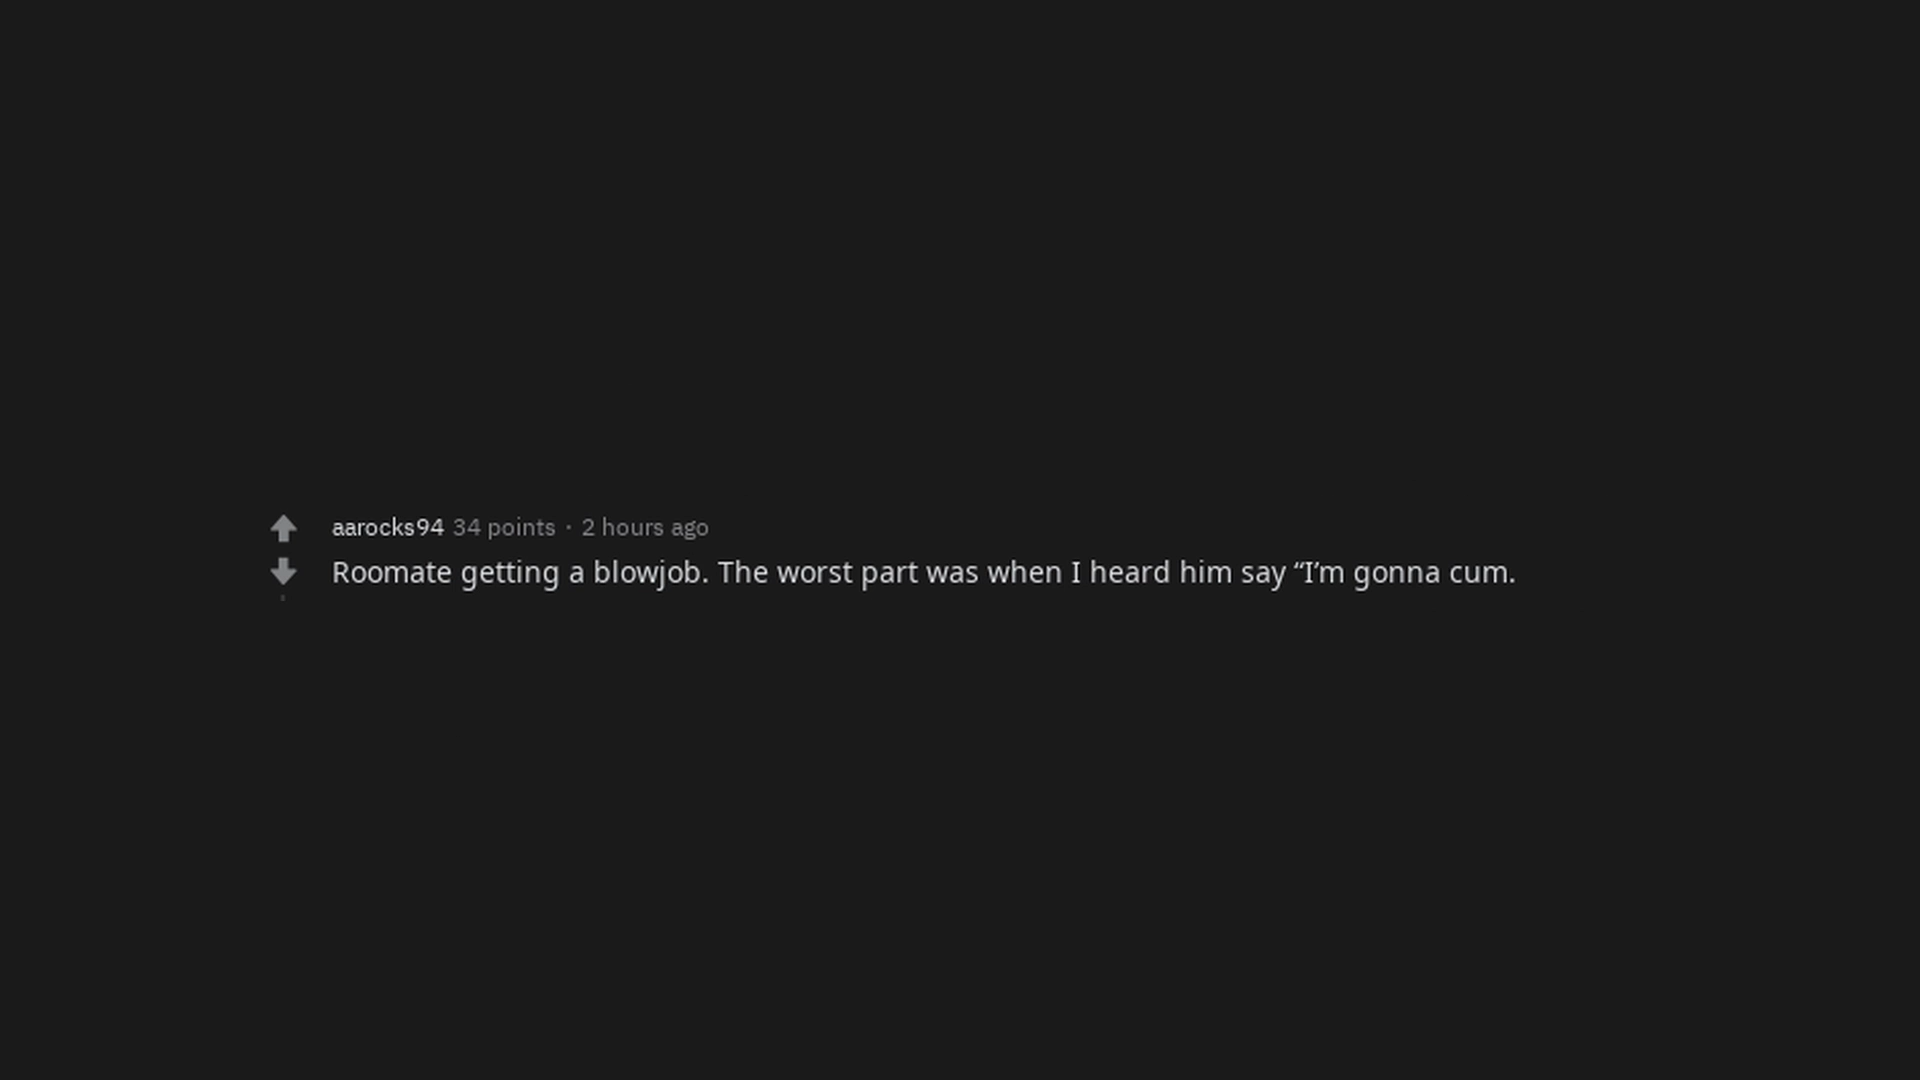 aarocks94 34 points · 2 hours ago
Roomate getting a blowjob. The worst part was when I heard him say “I’m gonna cum.